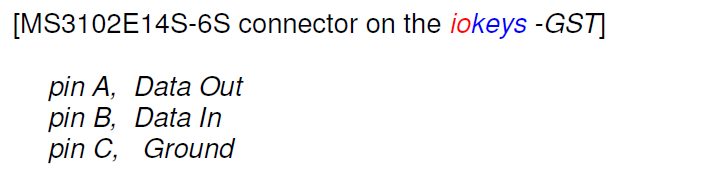 [MS3102E14S-6S connector on the iokeys -GST]
pin A, Data Out
pin B, Data In
pin C, Ground